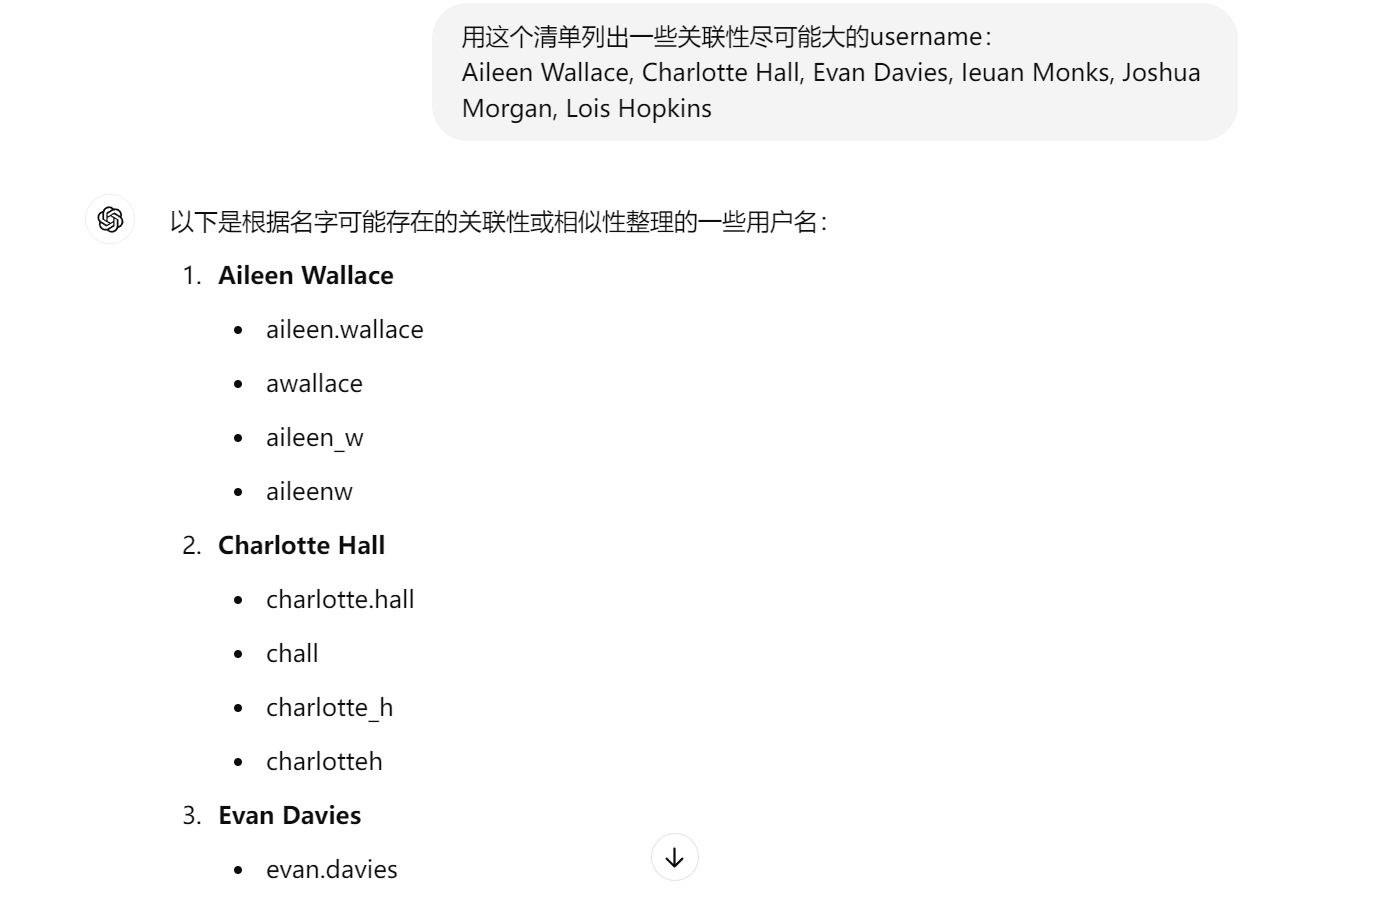 用这个清单列出一些关联性尽可能大的username：
Aileen Wallace, Charlotte Hall, Evan Davies, Ieuan Monks, Joshua
Morgan, Lois Hopkins
以下是根据名字可能存在的关联性或相似性整理的一些用户名：
1. Aileen Wallace
• aileen.wallace
• awallace
• aileen_w
• aileenw
2. Charlotte Hall
• charlotte.hall
• chall
• charlotte_h
• charlotteh
3. Evan Davies
• evan.davies